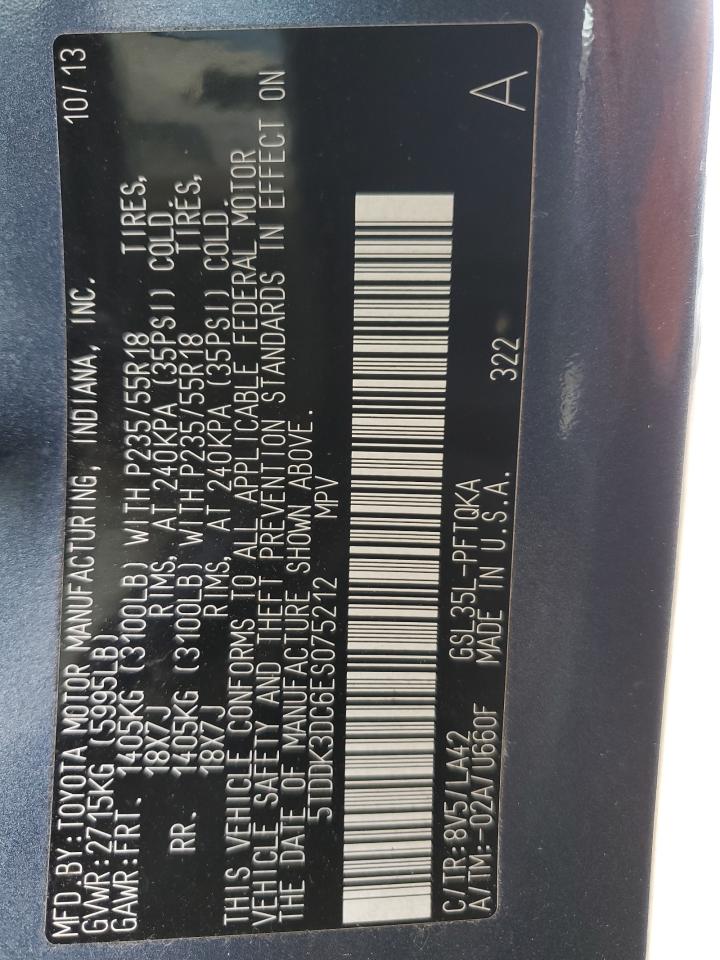 MFD.BY:TOYOTA MOTOR MANUFACTURING, INDIANA, INC. 10/13
GVWR:2715KG (5995LB)
GAWR:FRT. 1405KG (3100LB) WITH P235/55R18 TIRES,
18X7J RIMS, AT 240KPA (35PSI) COLD.
RR. 1405KG (3100LB) WITH P235/55R18 TIRES,
18X7J RIMS, AT 240KPA (35PSI) COLD.
THIS VEHICLE CONFORMS TO ALL APPLICABLE FEDERAL MOTOR
VEHICLE SAFETY AND THEFT PREVENTION STANDARDS IN EFFECT ON
THE DATE OF MANUFACTURE SHOWN ABOVE.
5TDDK3DC6ES075212 MPV
C/TR:8V5/LA42 GSL35L-PFTQKA
A/TM:-02A/U660F MADE IN U.S.A. 322 A